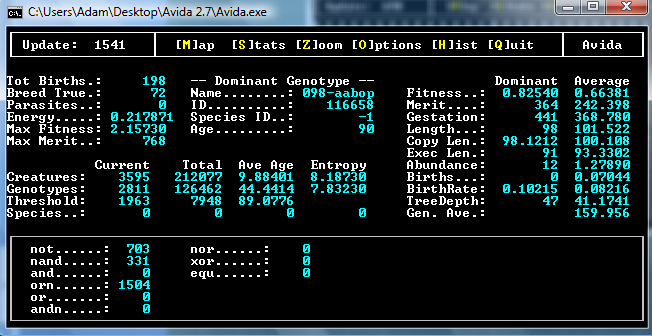 C:\Users\Adam\Desktop\Avida 2.7\Avida.exe
Update: 1541 [M]ap [S]tats [Z]oom [O]ptions [H]list [Q]uit Avida
Tot Births.: 198 -- Dominant Genotype -- Dominant Average
Breed True.: 72 Name........: 098-aabop Fitness..: 0.82540 0.66381
Parasites..: 0 ID..........: 116658 Merit....: 364 242.398
Energy.....: 0.217871 Species ID..: -1 Gestation: 441 368.780
Max Fitness: 2.15730 Age.........: 90 Length...: 98 101.522
Max Merit..: 768 Copy Len.: 98.1212 100.108
Exec Len.: 91 93.3302
Current Total Ave Age Entropy Abundance: 12 1.27890
Creatures: 3595 212077 9.88401 8.18730 Births...: 0 0.07044
Genotypes: 2811 126462 44.4414 7.83230 BirthRate: 0.10215 0.08216
Threshold: 1963 7948 89.0776 TreeDepth: 47 41.1741
Species..: 0 0 0 0 Gen. Ave.: 159.956
not......: 703 nor......: 0
nand.....: 331 xor......: 0
and......: 0 equ......: 0
orn......: 1504
or.......: 0
andn.....: 0